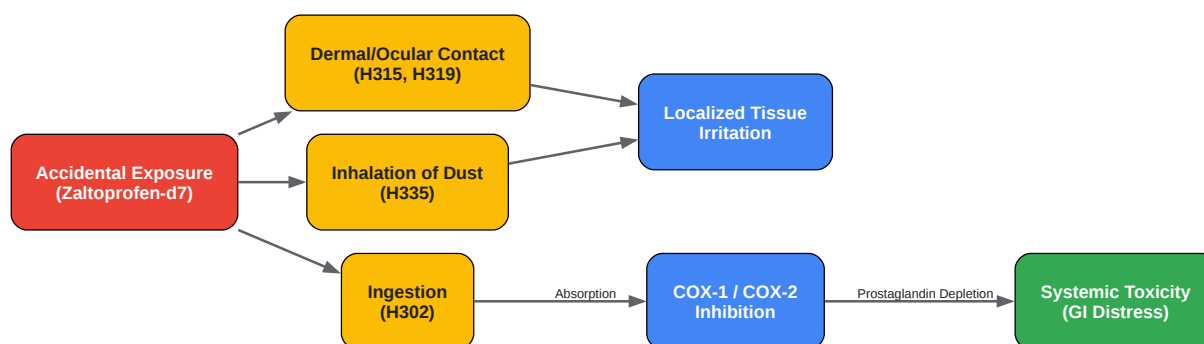 Dermal/Ocular Contact
(H315, H319)
Localized Tissue
Irritation
Accidental Exposure
(Zaltoprofen-d7)
Inhalation of Dust
(H335)
Ingestion
(H302)
Absorption
COX-1 / COX-2
Inhibition
Prostaglandin Depletion
Systemic Toxicity
(GI Distress)